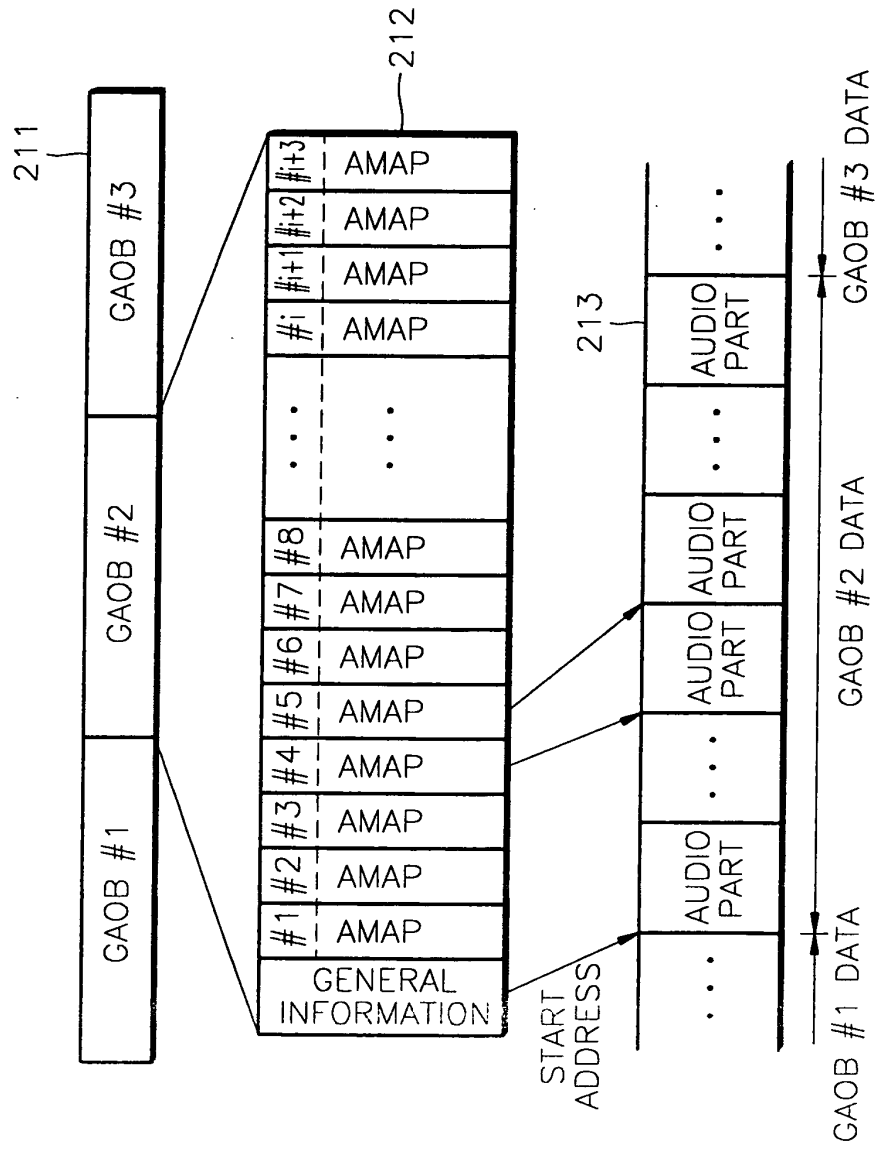 211
GAOB #1
GAOB #2
GAOB #3
212
GENERAL
INFORMATION
#1
#2
#3
#4
#5
#6
#7
#8
...
#i
#i+1
#i+2
#i+3
AMAP
AMAP
AMAP
AMAP
AMAP
AMAP
AMAP
AMAP
...
AMAP
AMAP
AMAP
AMAP
START
ADDRESS
213
...
AUDIO
PART
...
AUDIO
PART
AUDIO
PART
...
AUDIO
PART
...
GAOB #1 DATA
GAOB #2 DATA
GAOB #3 DATA